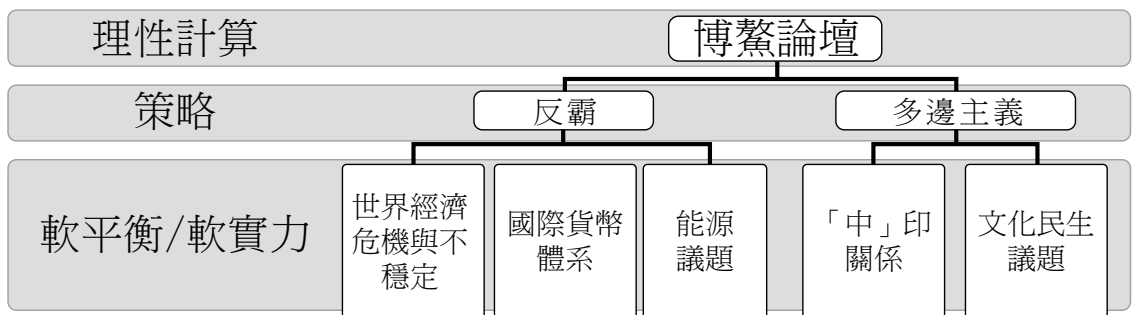 理性計算
博鰲論壇
策略
反霸
多邊主義
軟平衡/軟實力
世界經濟
危機與不
穩定
國際貨幣
體系
能源
議題
「中」印
關係
文化民生
議題